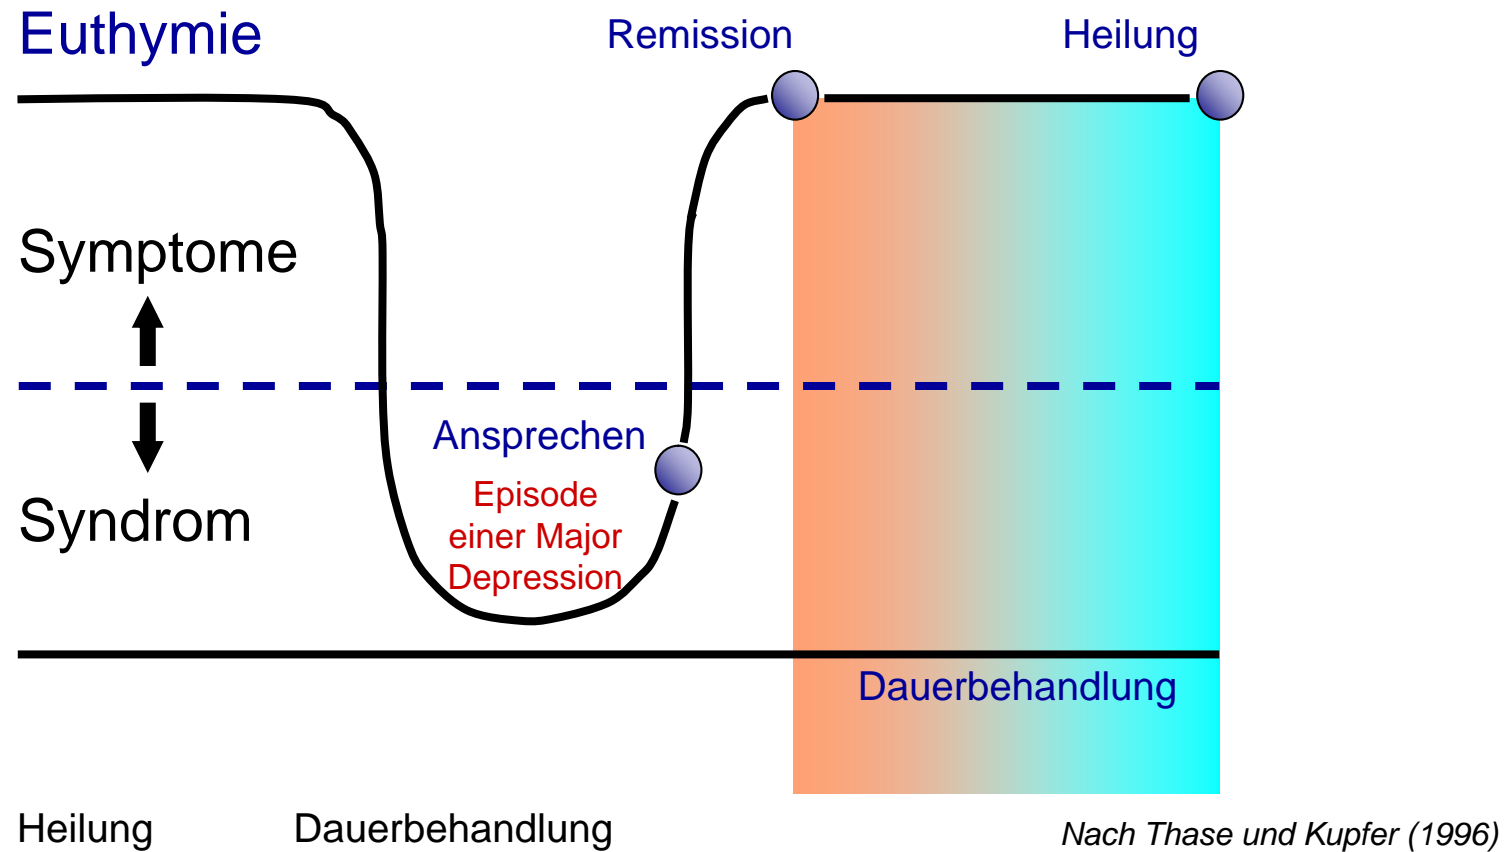 Euthymie
Remission
Heilung
Symptome
Ansprechen
Episode
einer Major
Depression
Syndrom
Dauerbehandlung
Heilung
Dauerbehandlung
Nach Thase und Kupfer (1996)